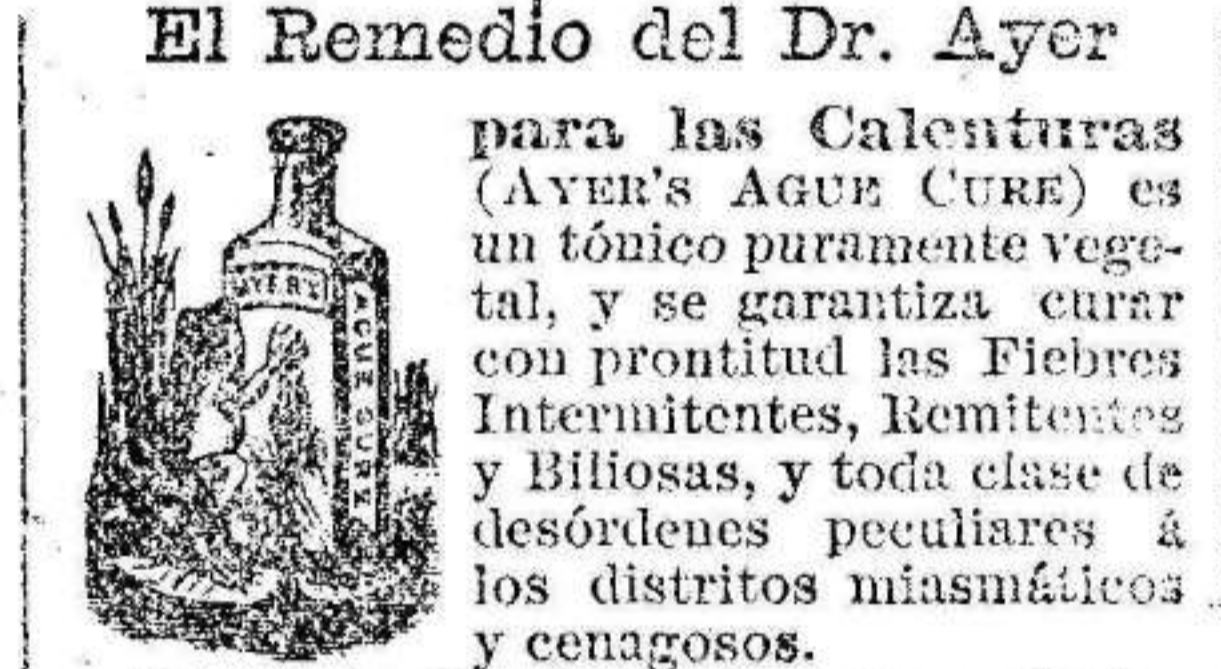 El Remedio del Dr. Ayer
para las Calenturas
(AYER'S AGUE CURE) es
un tónico puramente vege-
tal, y se garantiza curar
con prontitud las Fiebres
Intermitentes, Remitentes
y Biliosas, y toda clase de
desórdenes peculiares á
los distritos miasmáticos
y cenagosos.
AYER'S
AGUE CURE